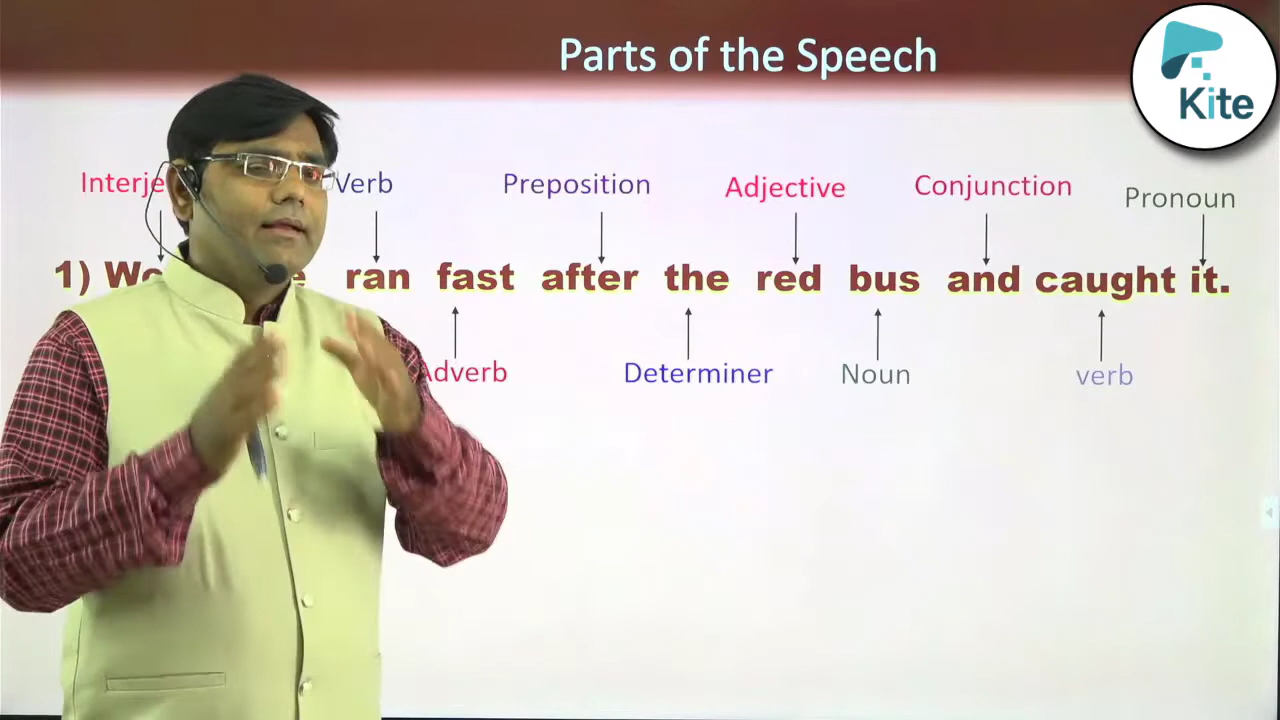 Parts of the Speech
Kite
Verb Preposition Adjective Conjunction Pronoun
1) ran fast after the red bus and caught it.
Adverb Determiner Noun verb